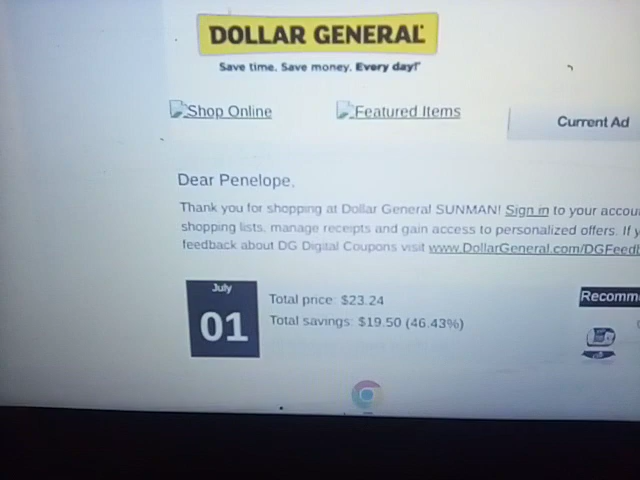 DOLLAR GENERAL
Save time. Save money. Every day!
Shop Online
Featured Items
Current Ad
Dear Penelope,
Thank you for shopping at Dollar General SUNMAN! Sign in to your accou
shopping lists, manage receipts and gain access to personalized offers. If y
feedback about DG Digital Coupons visit www.DollarGeneral.com/DGFeedb
July
01
Total price: $23.24
Total savings: $19.50 (46.43%)
Recomm